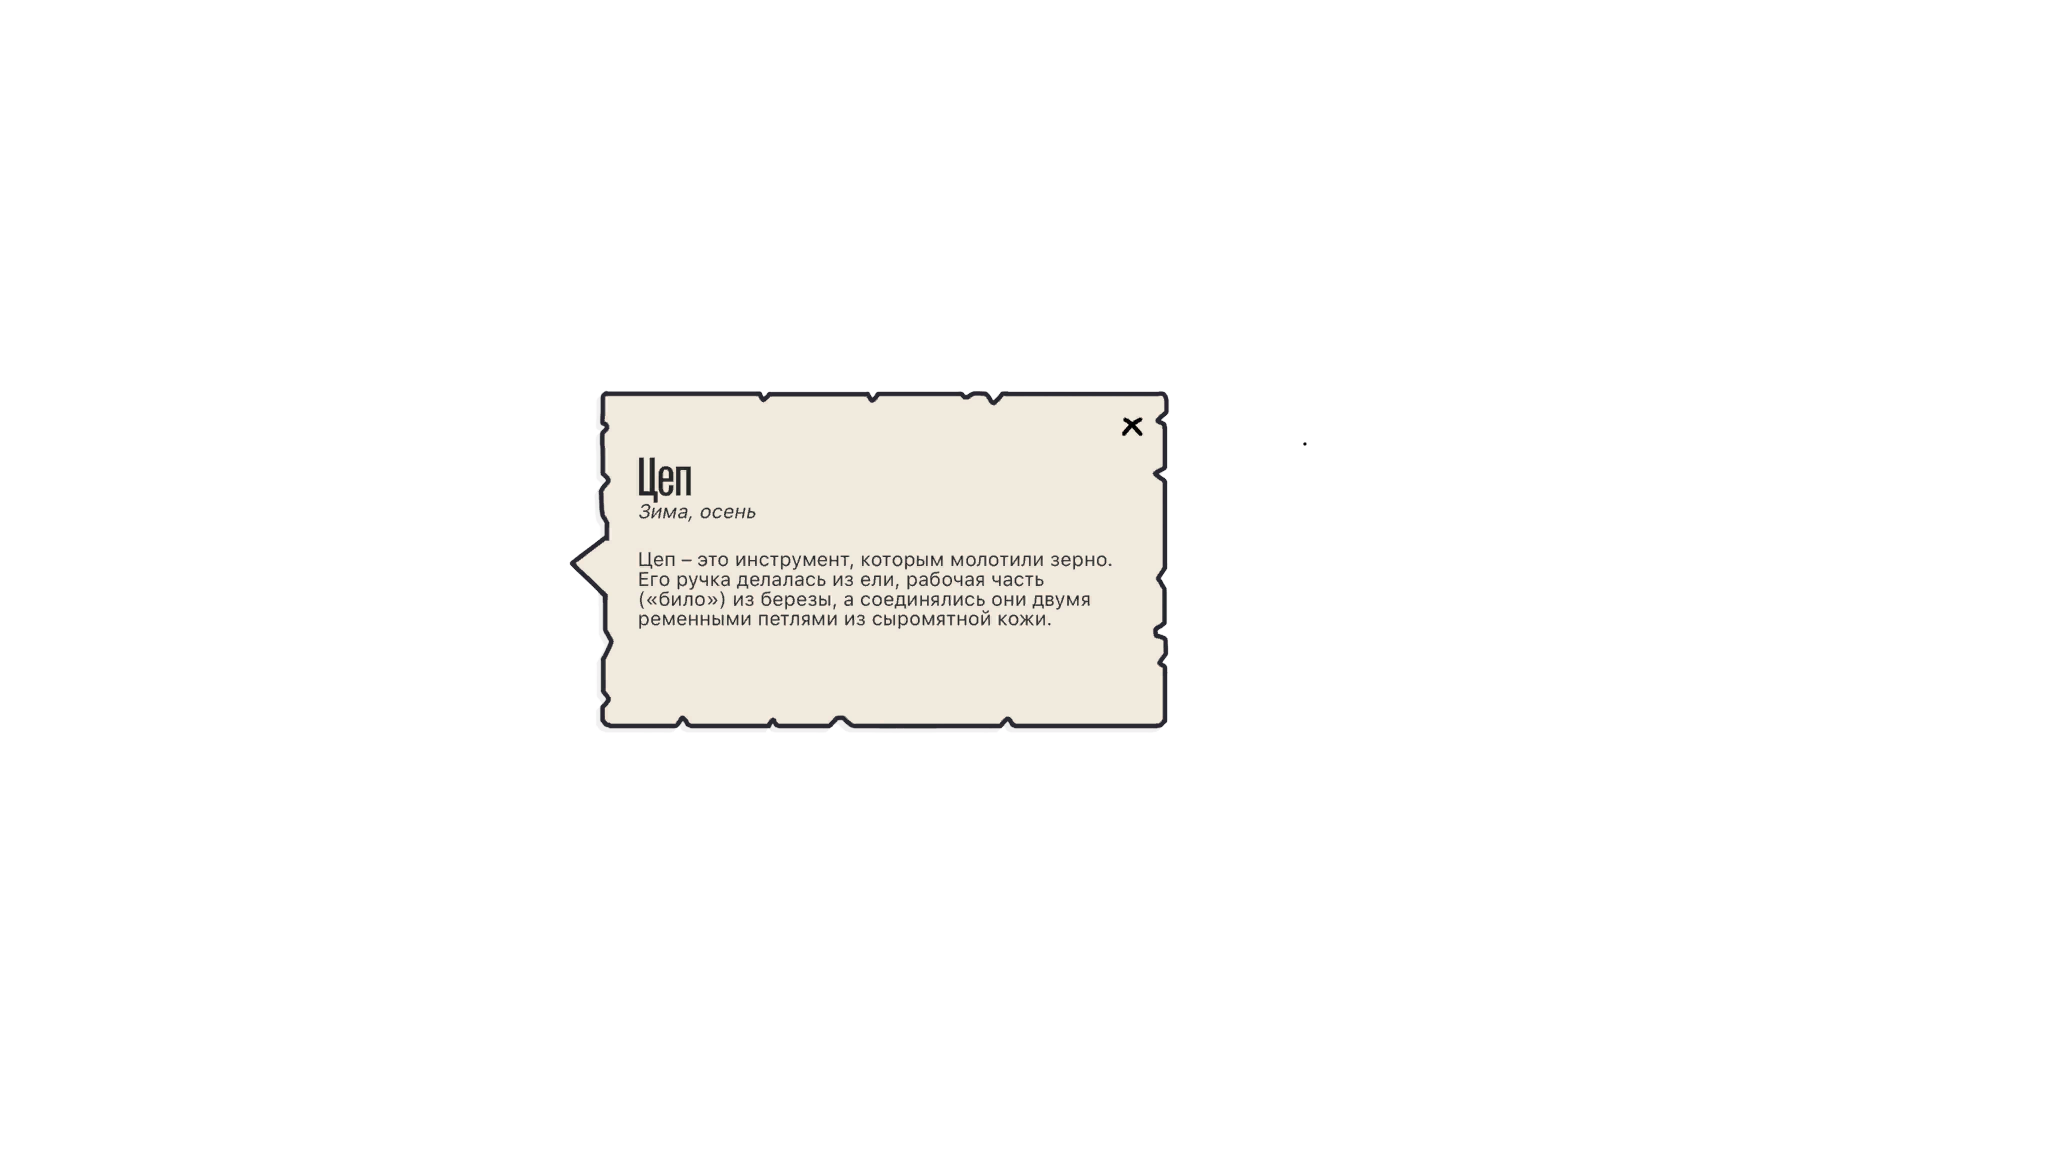 Цеп
Зима, осень
Цеп – это инструмент, которым молотили зерно.
Его ручка делалась из ели, рабочая часть
(«било») из березы, а соединялись они двумя
ременными петлями из сыромятной кожи.